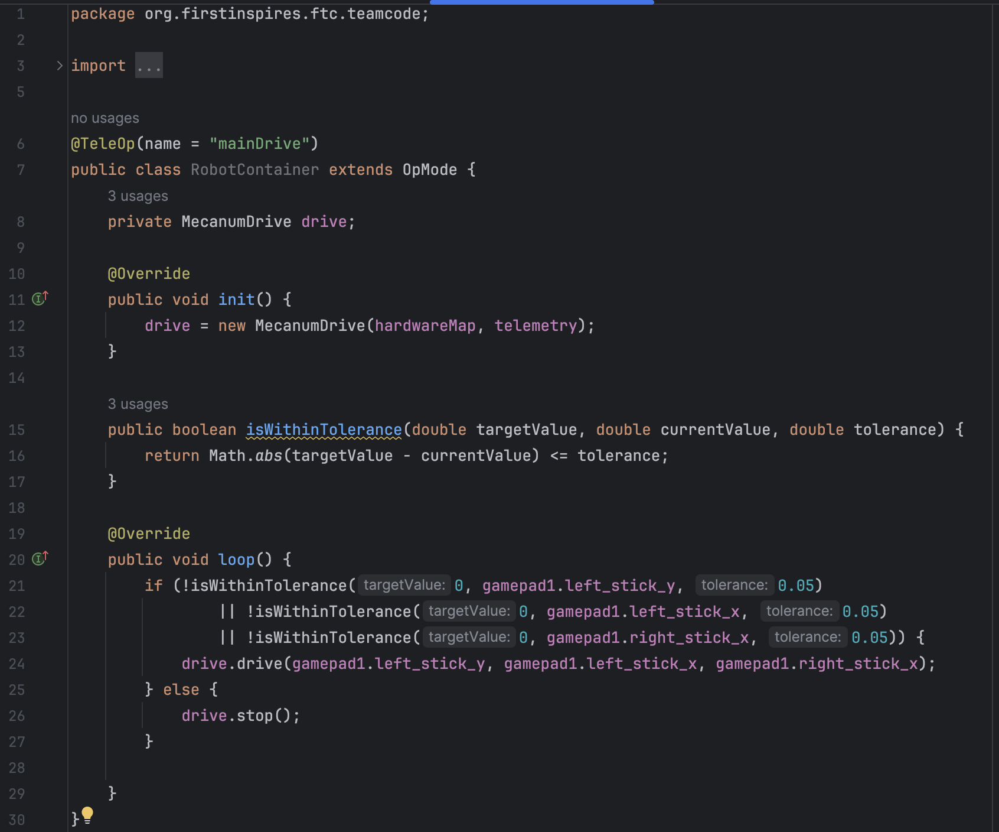 1 package org.firstinspires.ftc.teamcode;
2
3 import ...
5
no usages
6 @TeleOp(name = "mainDrive")
7 public class RobotContainer extends OpMode {
3 usages
8 private MecanumDrive drive;
9
10 @Override
11 public void init() {
12 drive = new MecanumDrive(hardwareMap, telemetry);
13 }
14
3 usages
15 public boolean isWithinTolerance(double targetValue, double currentValue, double tolerance) {
16 return Math.abs(targetValue - currentValue) <= tolerance;
17 }
18
19 @Override
20 public void loop() {
21 if (!isWithinTolerance( targetValue: 0, gamepad1.left_stick_y, tolerance: 0.05)
22 || !isWithinTolerance( targetValue: 0, gamepad1.left_stick_x, tolerance: 0.05)
23 || !isWithinTolerance( targetValue: 0, gamepad1.right_stick_x, tolerance: 0.05)) {
24 drive.drive(gamepad1.left_stick_y, gamepad1.left_stick_x, gamepad1.right_stick_x);
25 } else {
26 drive.stop();
27 }
28
29 }
30 }